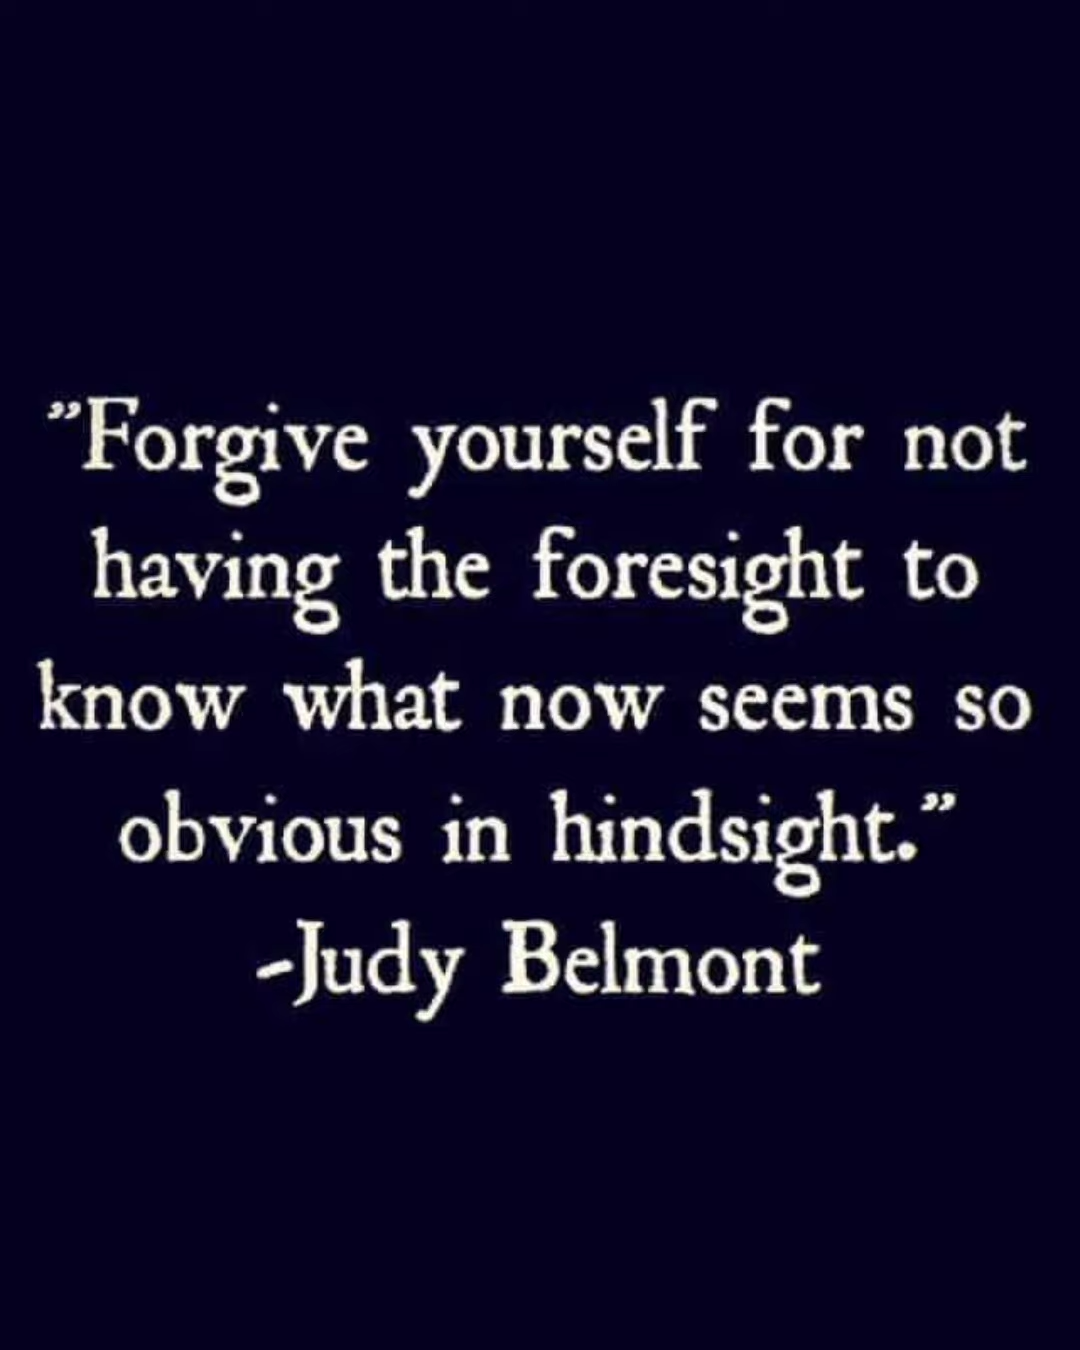 ”Forgive yourself for not
having the foresight to
know what now seems so
obvious in hindsight.”
-Judy Belmont